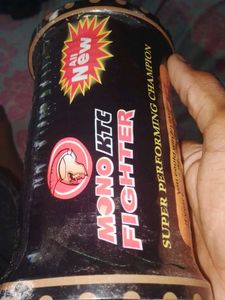 All
New
MONO KTC
FIGHTER
SUPER PERFORMING CHAMPION